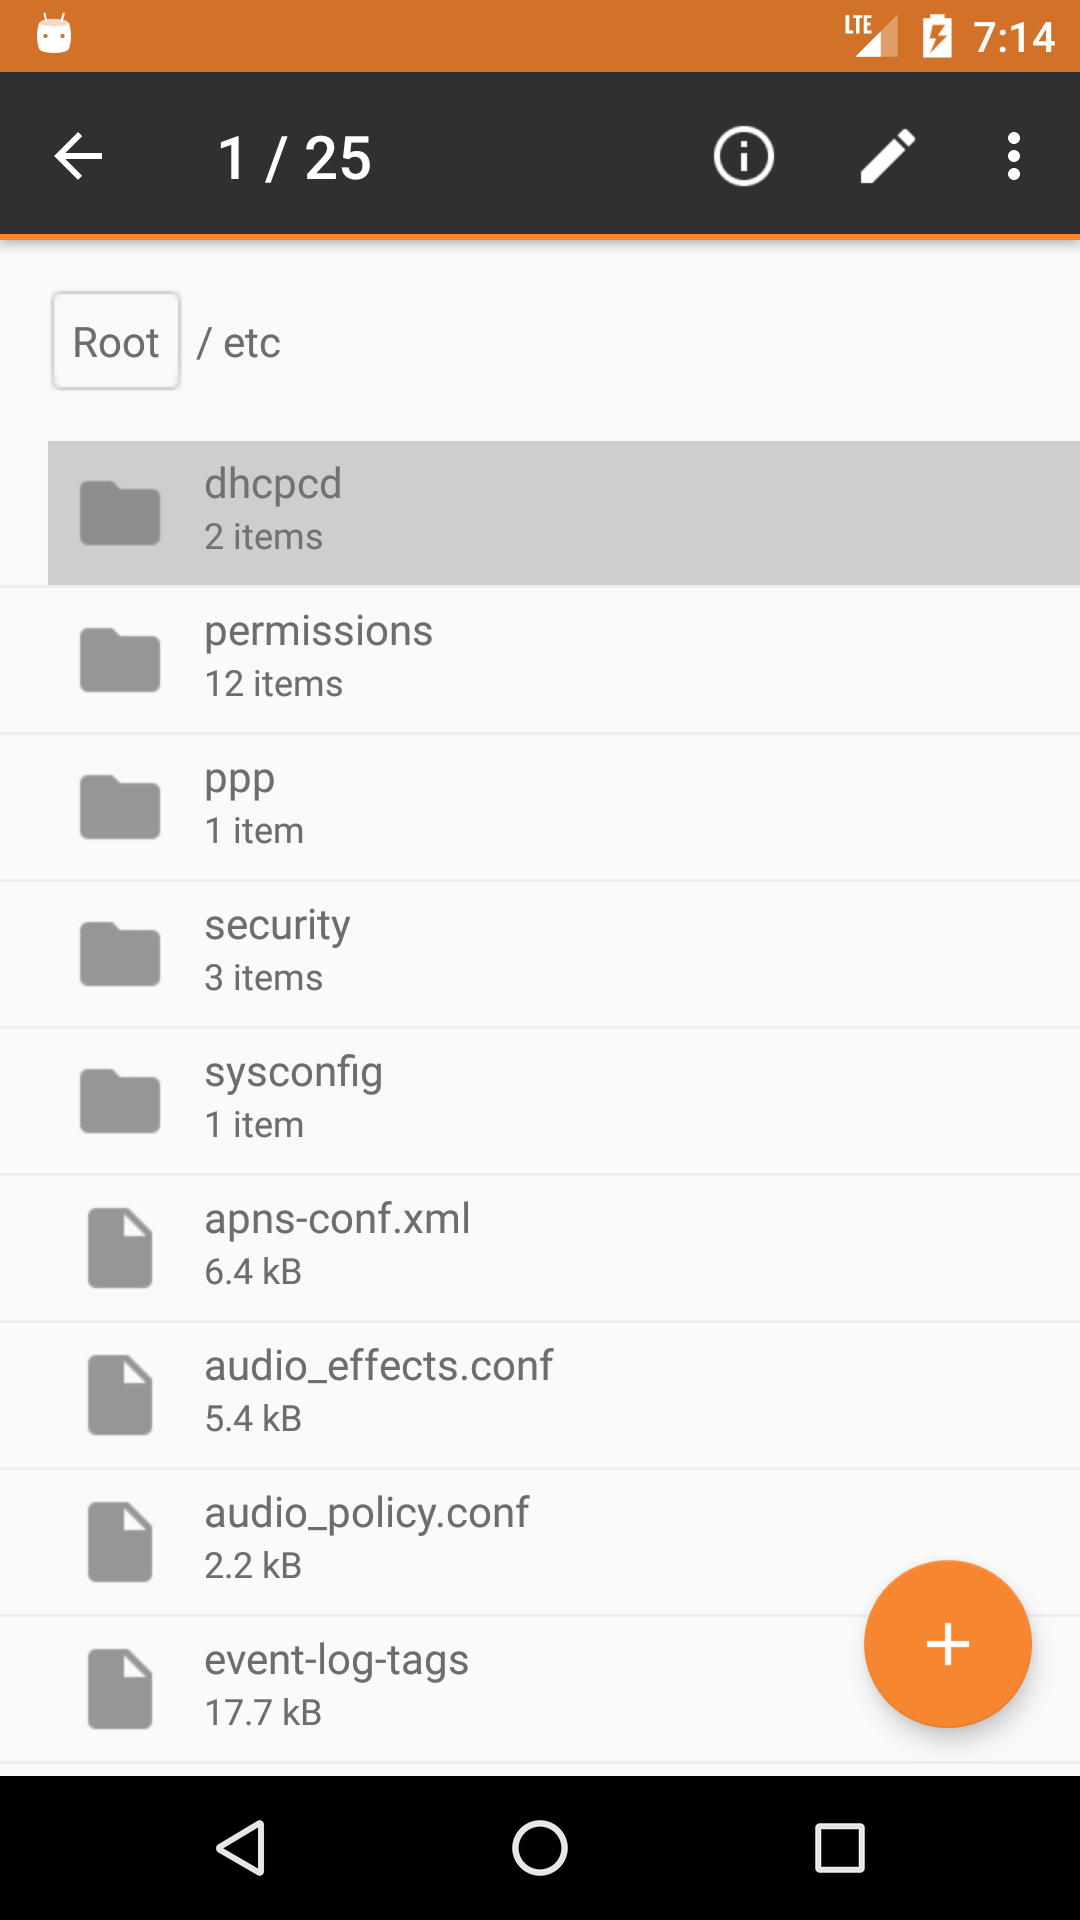 LTE 7:14
1 / 25
Root / etc
dhcpcd
2 items
permissions
12 items
ppp
1 item
security
3 items
sysconfig
1 item
apns-conf.xml
6.4 kB
audio_effects.conf
5.4 kB
audio_policy.conf
2.2 kB
event-log-tags
17.7 kB